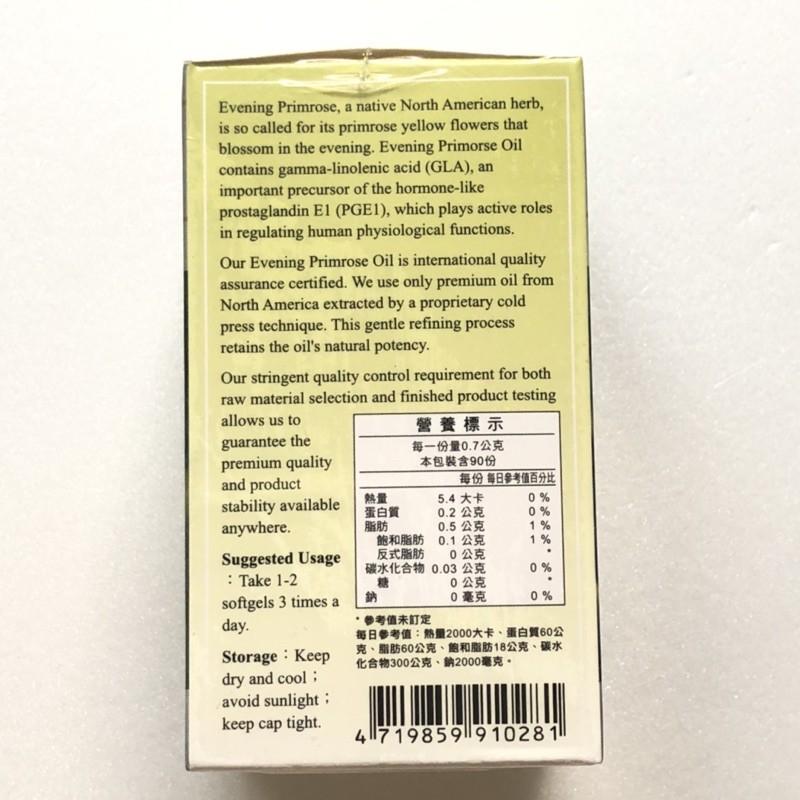 Evening Primrose, a native North American herb,
is so called for its primrose yellow flowers that
blossom in the evening. Evening Primorse Oil
contains gamma-linolenic acid (GLA), an
important precursor of the hormone-like
prostaglandin E1 (PGE1), which plays active roles
in regulating human physiological functions.
Our Evening Primrose Oil is international quality
assurance certified. We use only premium oil from
North America extracted by a proprietary cold
press technique. This gentle refining process
retains the oil's natural potency.
Our stringent quality control requirement for both
raw material selection and finished product testing
allows us to
guarantee the
premium quality
and product
stability available
anywhere.
Suggested Usage
：Take 1-2
softgels 3 times a
day.
Storage：Keep
dry and cool；
avoid sunlight；
keep cap tight.
營養標示
每一份量0.7公克
本包裝含90份
每份 每日參考值百分比
熱量 5.4 大卡 0 %
蛋白質 0.2 公克 0 %
脂肪 0.5 公克 1 %
飽和脂肪 0.1 公克 1 %
反式脂肪 0 公克 *
碳水化合物 0.03 公克 0 %
糖 0 公克 *
鈉 0 毫克 0 %
* 參考值未訂定
每日參考值：熱量2000大卡、蛋白質60公
克、脂肪60公克、飽和脂肪18公克、碳水
化合物300公克、鈉2000毫克。
4 719859 910281